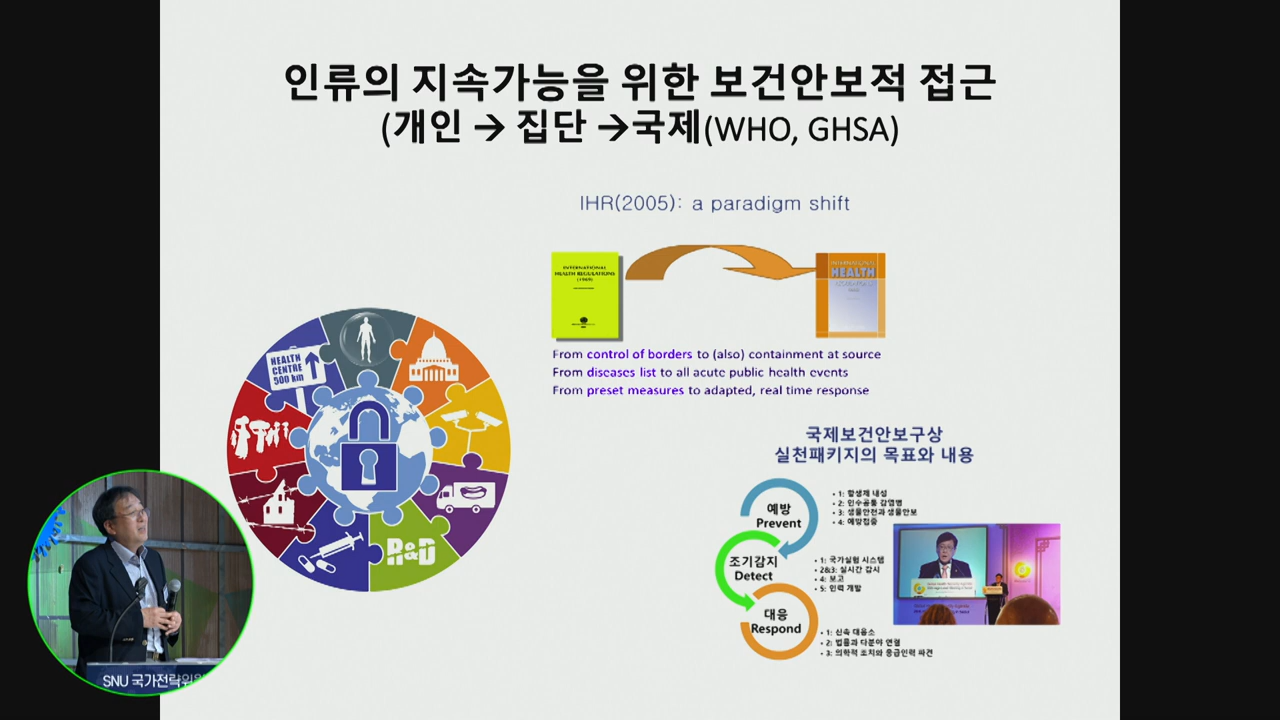 인류의 지속가능을 위한 보건안보적 접근
(개인 → 집단 →국제(WHO, GHSA)
IHR(2005): a paradigm shift
INTERNATIONAL
HEALTH REGULATIONS
(1969)
INTERNATIONAL
HEALTH
From control of borders to (also) containment at source
From diseases list to all acute public health events
From preset measures to adapted, real time response
HEALTH
CENTRE
500 km
R&D
국제보건안보구상
실천패키지의 목표와 내용
예방
Prevent
• 1: 항생제 내성
• 2: 인수공통 감염병
• 3: 생물안전과 생물안보
• 4: 예방접종
조기감지
Detect
• 1: 국가실험 시스템
• 2&3: 실시간 감시
• 4: 보고
• 5: 인력 개발
대응
Respond
• 1: 신속 대응소
• 2: 법률과 다분야 연결
• 3: 의학적 조치와 응급인력 파견
SNU 국가전략위원